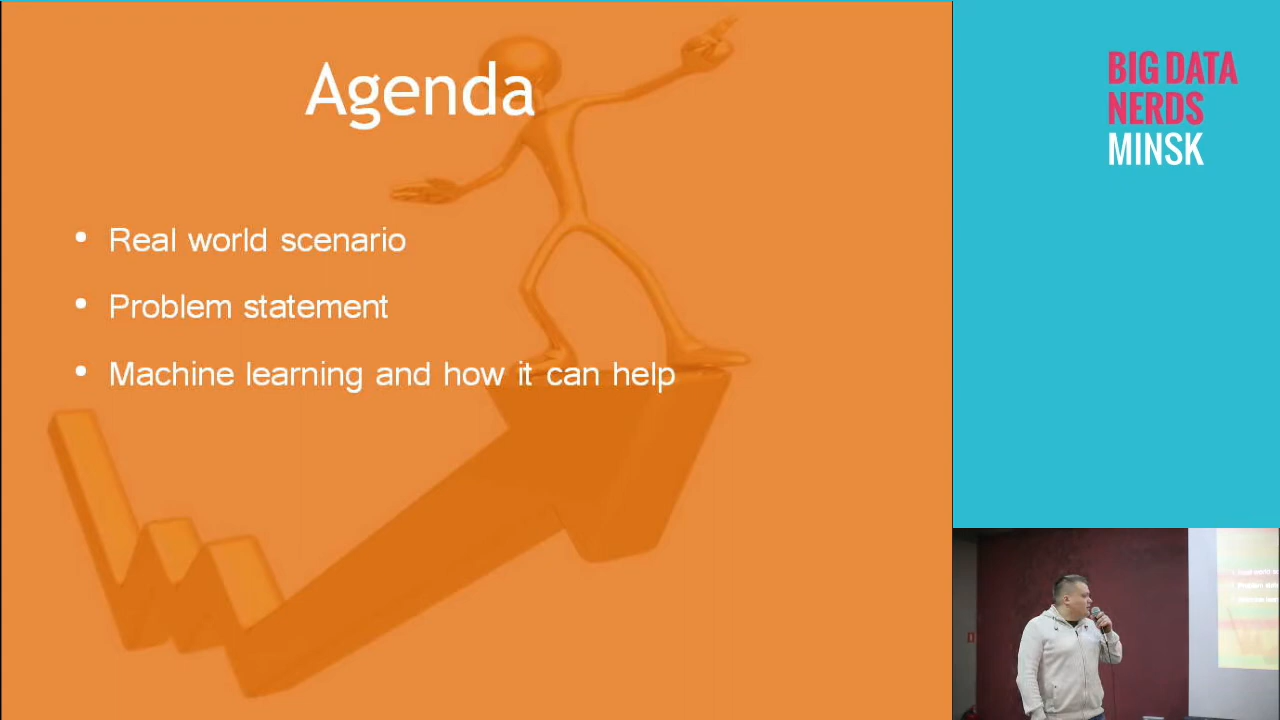 Agenda
• Real world scenario
• Problem statement
• Machine learning and how it can help
BIG DATA
NERDS
MINSK